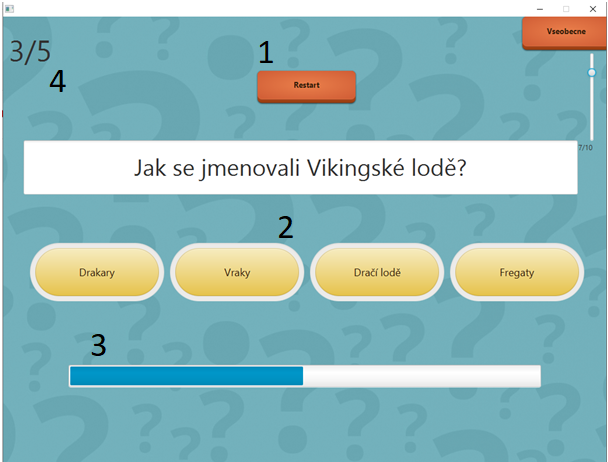 Vseobecne
3/5
1
Restart
4
7/10
Jak se jmenovali Vikingské lodě?
2
Drakary
Vraky
Dračí lodě
Fregaty
3